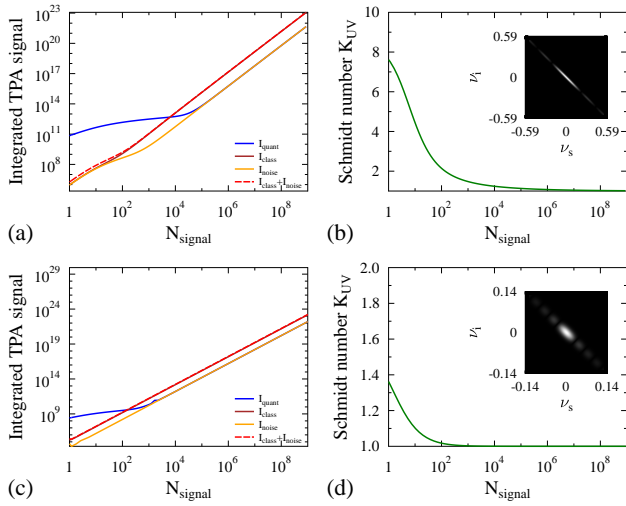 10^23
10^20
10^17
10^14
10^11
10^8
Integrated TPA signal
I_quant
I_class
I_noise
I_class+I_noise
1
10^2
10^4
10^6
10^8
N_signal
(a)
10
8
6
4
2
Schmidt number K_UV
0.59
0
-0.59
ν_i
-0.59
0
0.59
ν_s
1
10^2
10^4
10^6
10^8
N_signal
(b)
10^29
10^24
10^19
10^14
10^9
Integrated TPA signal
I_quant
I_class
I_noise
I_class+I_noise
1
10^2
10^4
10^6
10^8
N_signal
(c)
2.0
1.8
1.6
1.4
1.2
1.0
Schmidt number K_UV
0.14
0
-0.14
ν_i
-0.14
0
0.14
ν_s
1
10^2
10^4
10^6
10^8
N_signal
(d)